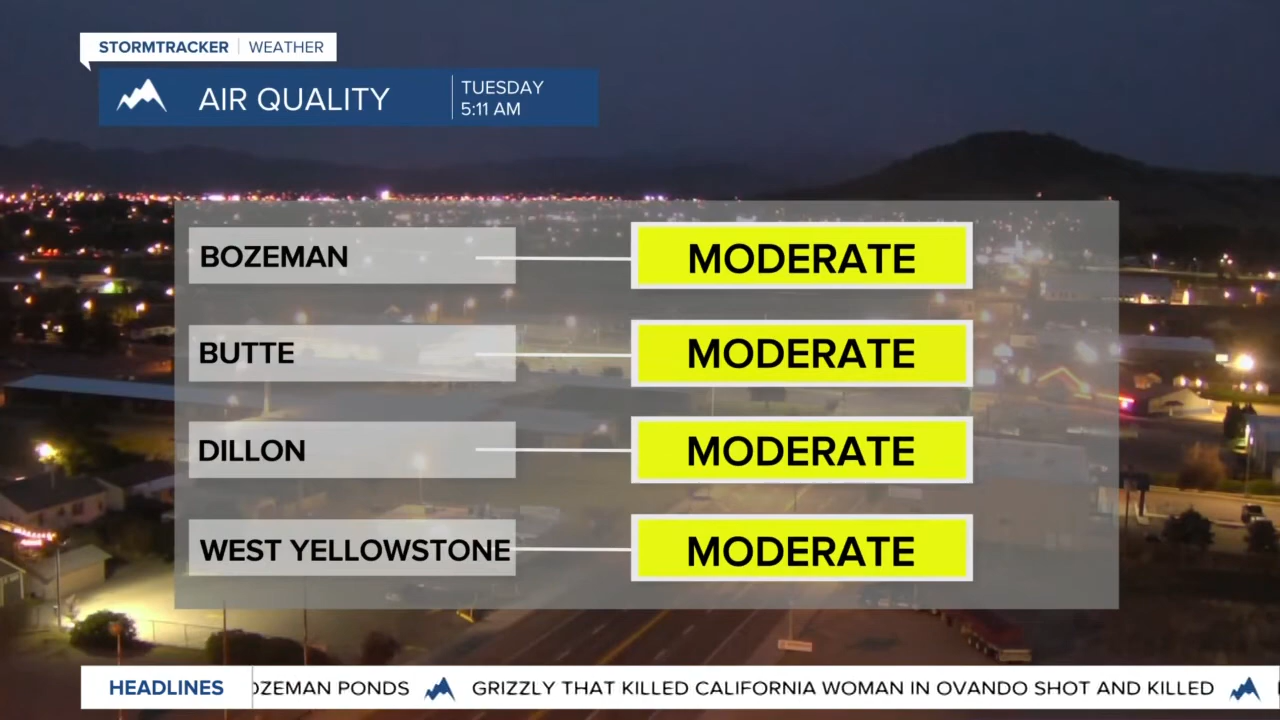 STORMTRACKER | WEATHER
AIR QUALITY
TUESDAY
5:11 AM
BOZEMAN MODERATE
BUTTE MODERATE
DILLON MODERATE
WEST YELLOWSTONE MODERATE
HEADLINES OZEMAN PONDS GRIZZLY THAT KILLED CALIFORNIA WOMAN IN OVANDO SHOT AND KILLED